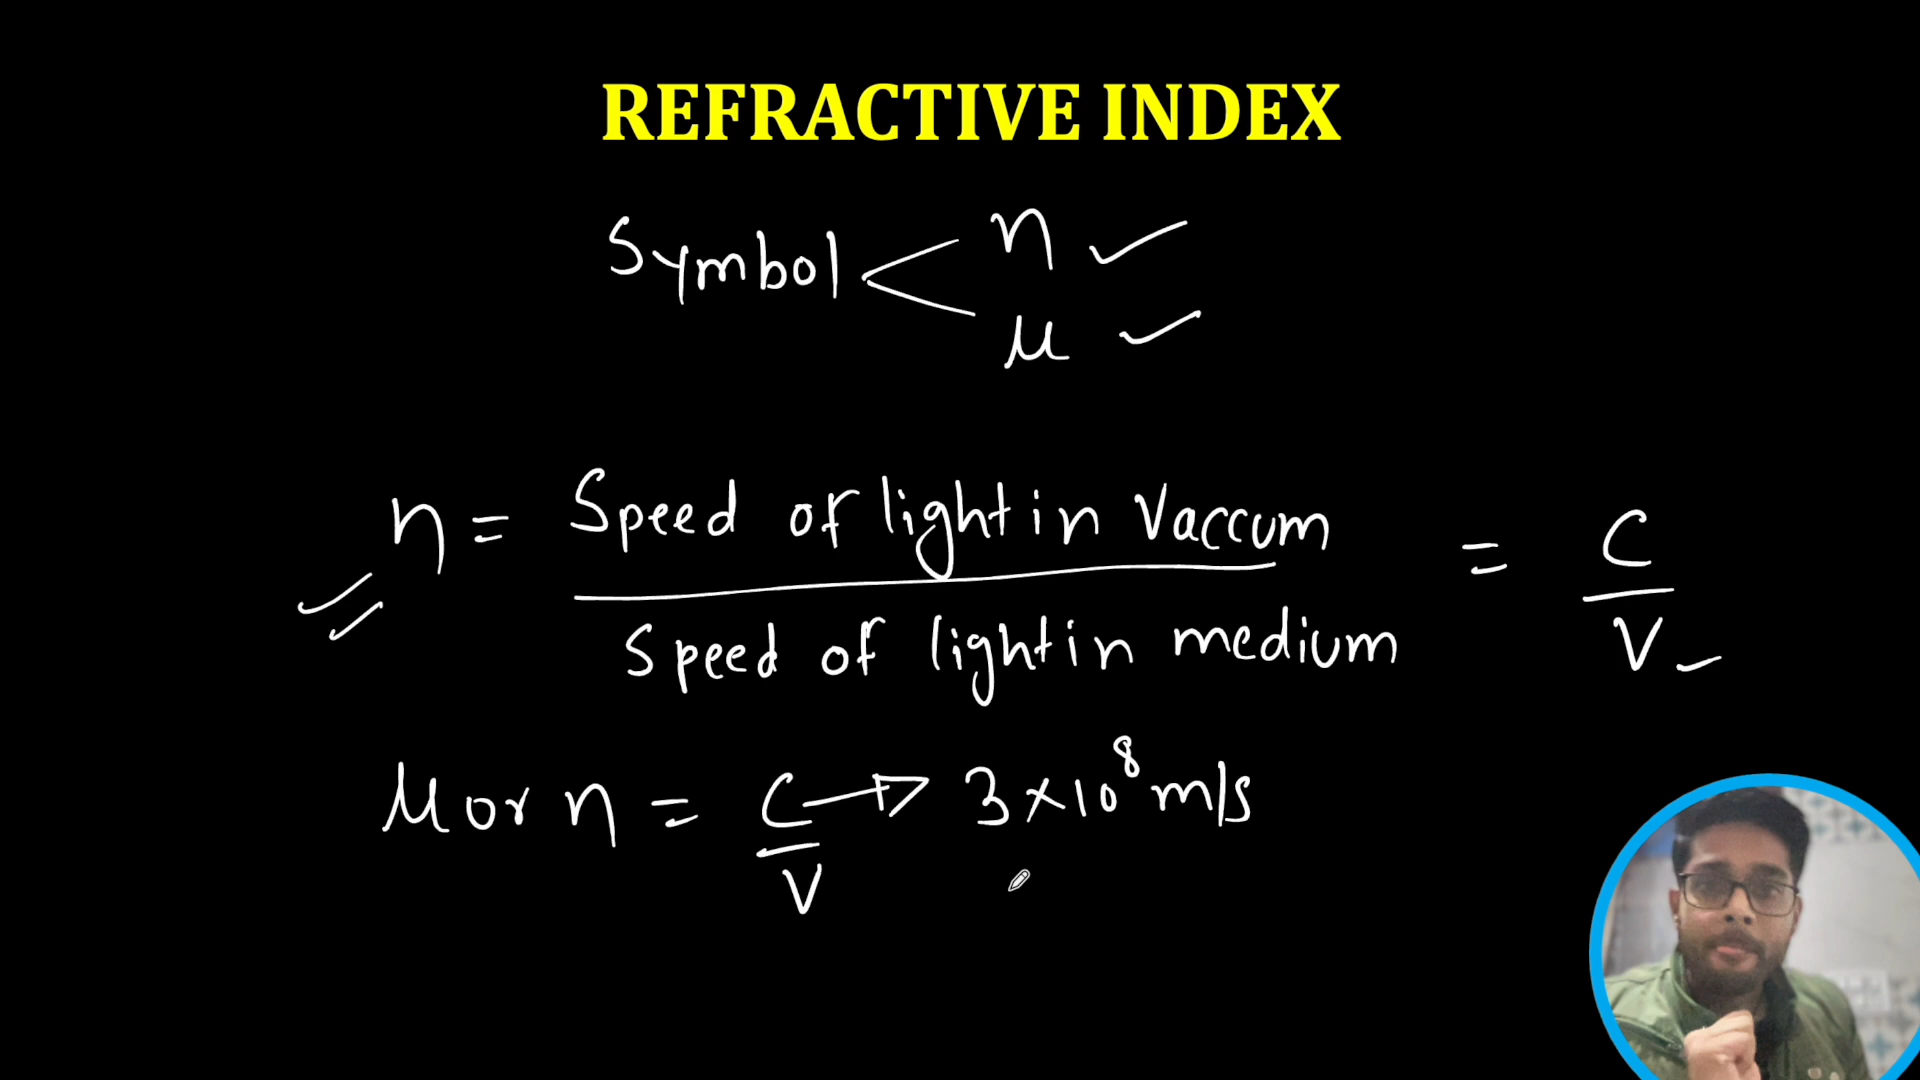 REFRACTIVE INDEX
Symbol < n ✓
μ ✓
n = Speed of light in Vaccum / Speed of light in medium = C / V
μ or n = C / V → 3×10⁸ m/s